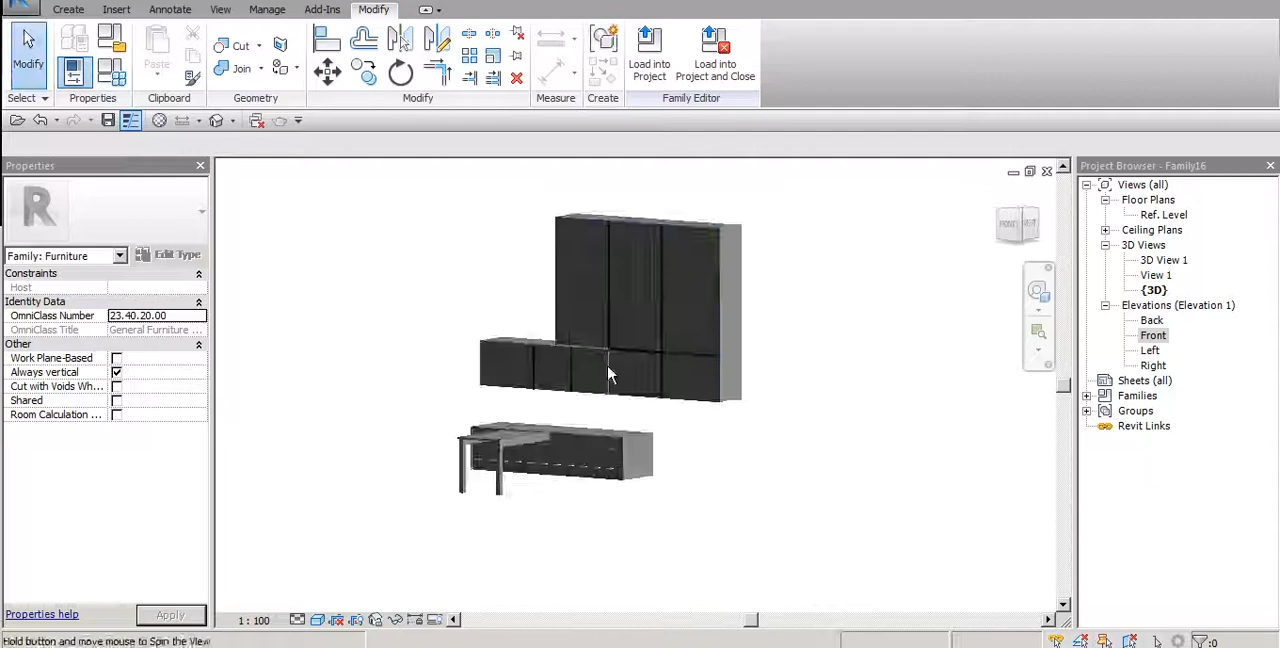 Create Insert Annotate View Manage Add-Ins Modify
Modify
Paste
Cut
Join
Load into
Project
Load into
Project and Close
Select Properties Clipboard Geometry Modify Measure Create Family Editor
Properties
R
Family: Furniture
Edit Type
Constraints
Host
Identity Data
OmniClass Number 23.40.20.00
OmniClass Title General Furniture ...
Other
Work Plane-Based
Always vertical
Cut with Voids Wh...
Shared
Room Calculation ...
Properties help
Apply
1 : 100
Hold button and move mouse to Spin the View
:0
Project Browser - Family16
Views (all)
Floor Plans
Ref. Level
Ceiling Plans
3D Views
3D View 1
View 1
{3D}
Elevations (Elevation 1)
Back
Front
Left
Right
Sheets (all)
Families
Groups
Revit Links